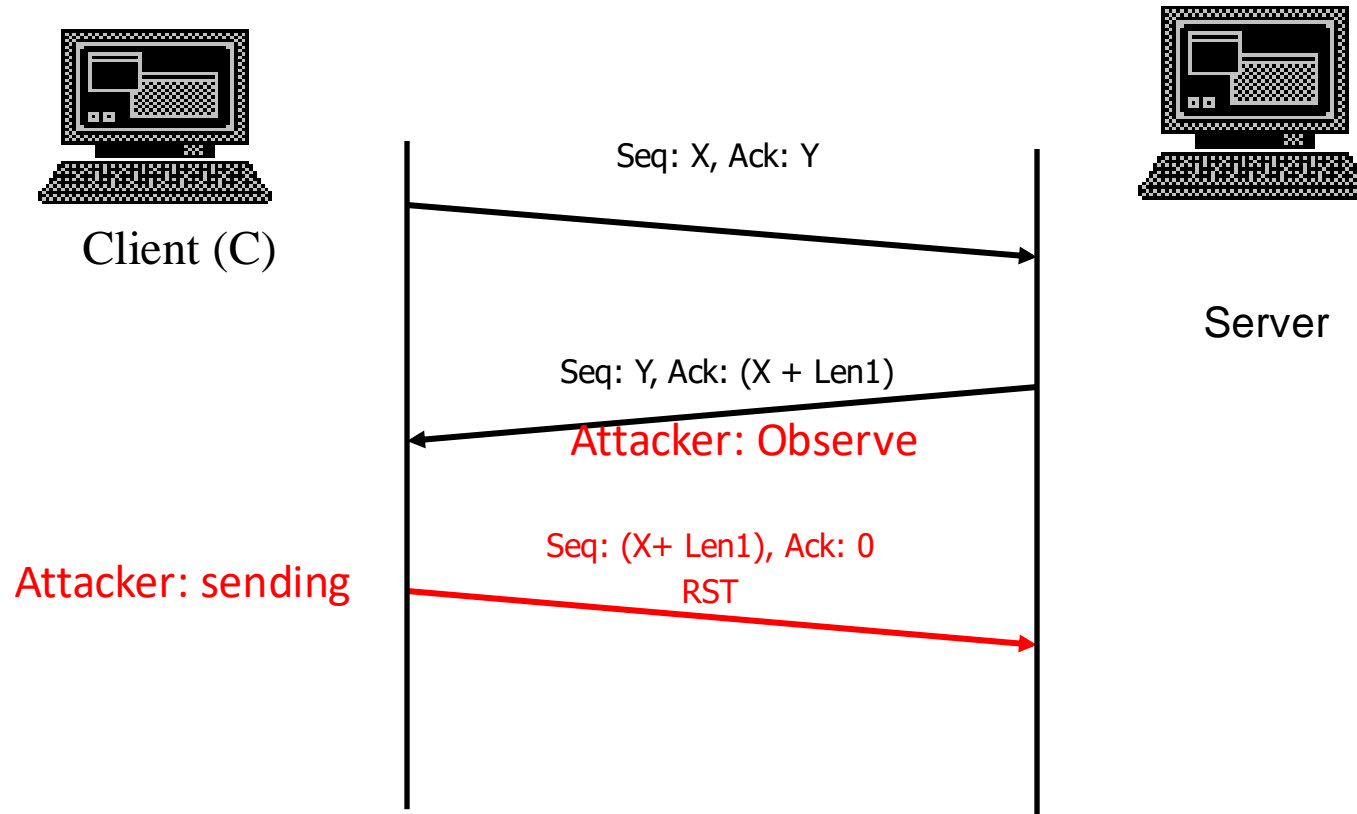 Seq: X, Ack: Y
Client (C)
Server
Seq: Y, Ack: (X + Len1)
Attacker: Observe
Seq: (X+ Len1), Ack: 0
Attacker: sending
RST